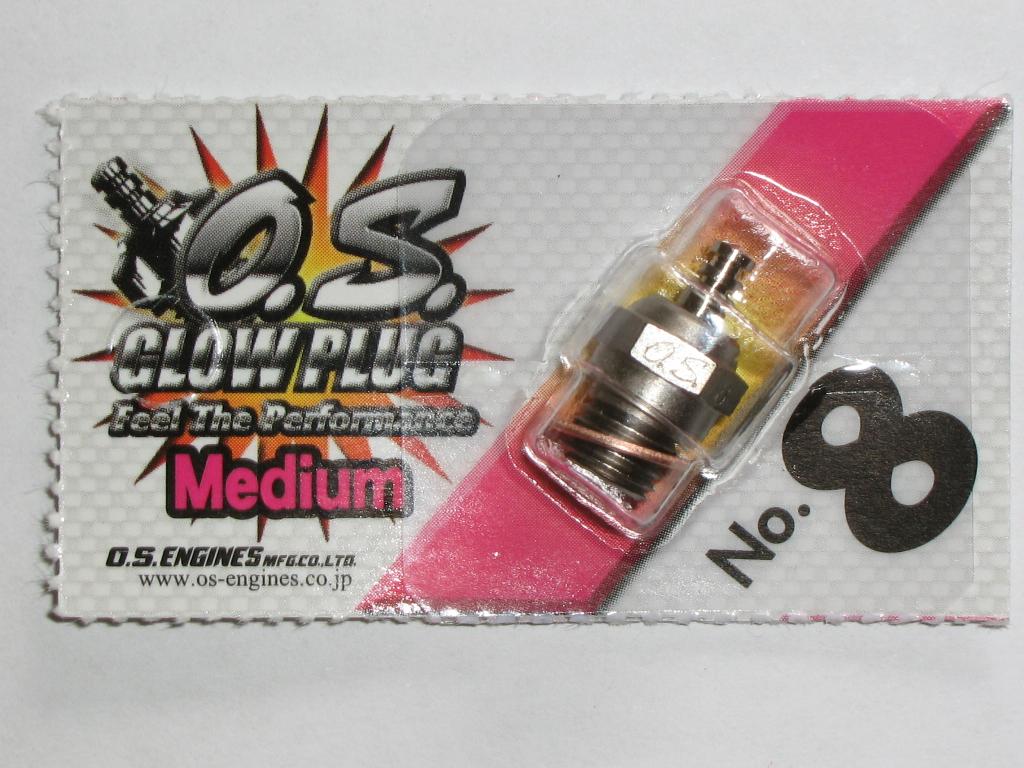 O.S.
GLOW PLUG
Feel The Performance
Medium
O.S. ENGINES MFG.CO.,LTD.
www.os-engines.co.jp
O.S.
No. 8